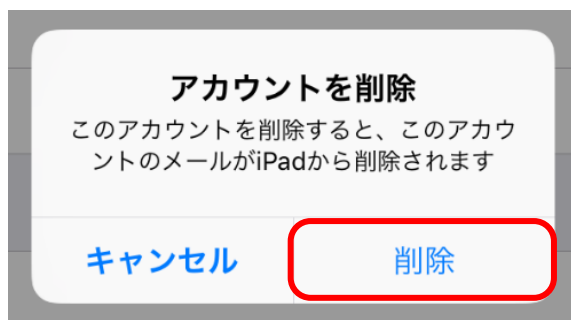 アカウントを削除
このアカウントを削除すると、このアカウ
ントのメールがiPadから削除されます
キャンセル
削除